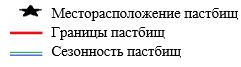 Месторасположение пастбищ
Границы пастбищ
Сезонность пастбищ